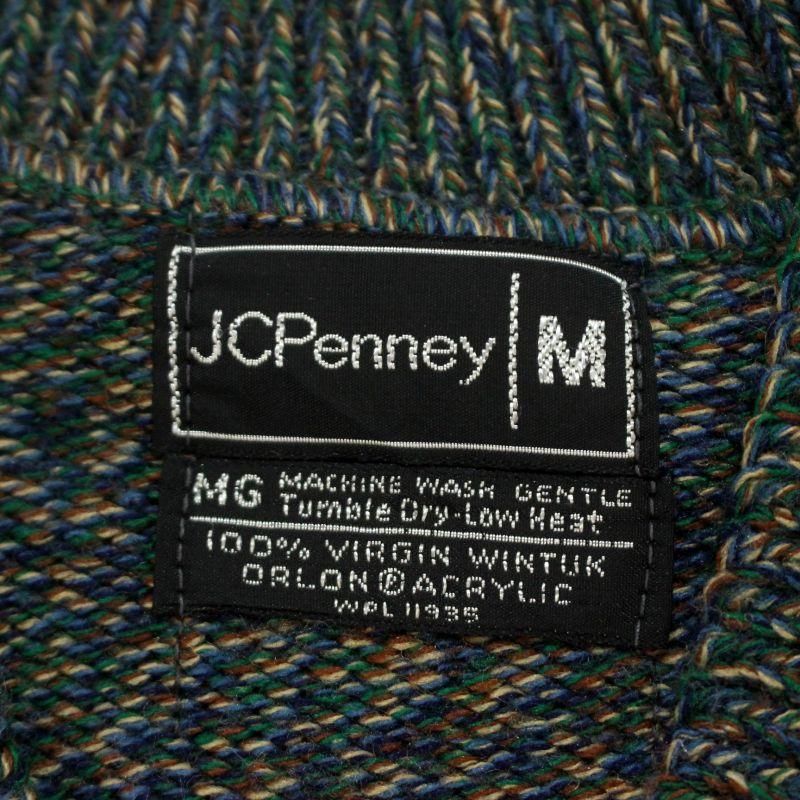 JCPenney M
MG MACHINE WASH GENTLE
Tumble Dry-Low Heat
100% VIRGIN WINTUK
ORLON ® ACRYLIC
WPL 11935